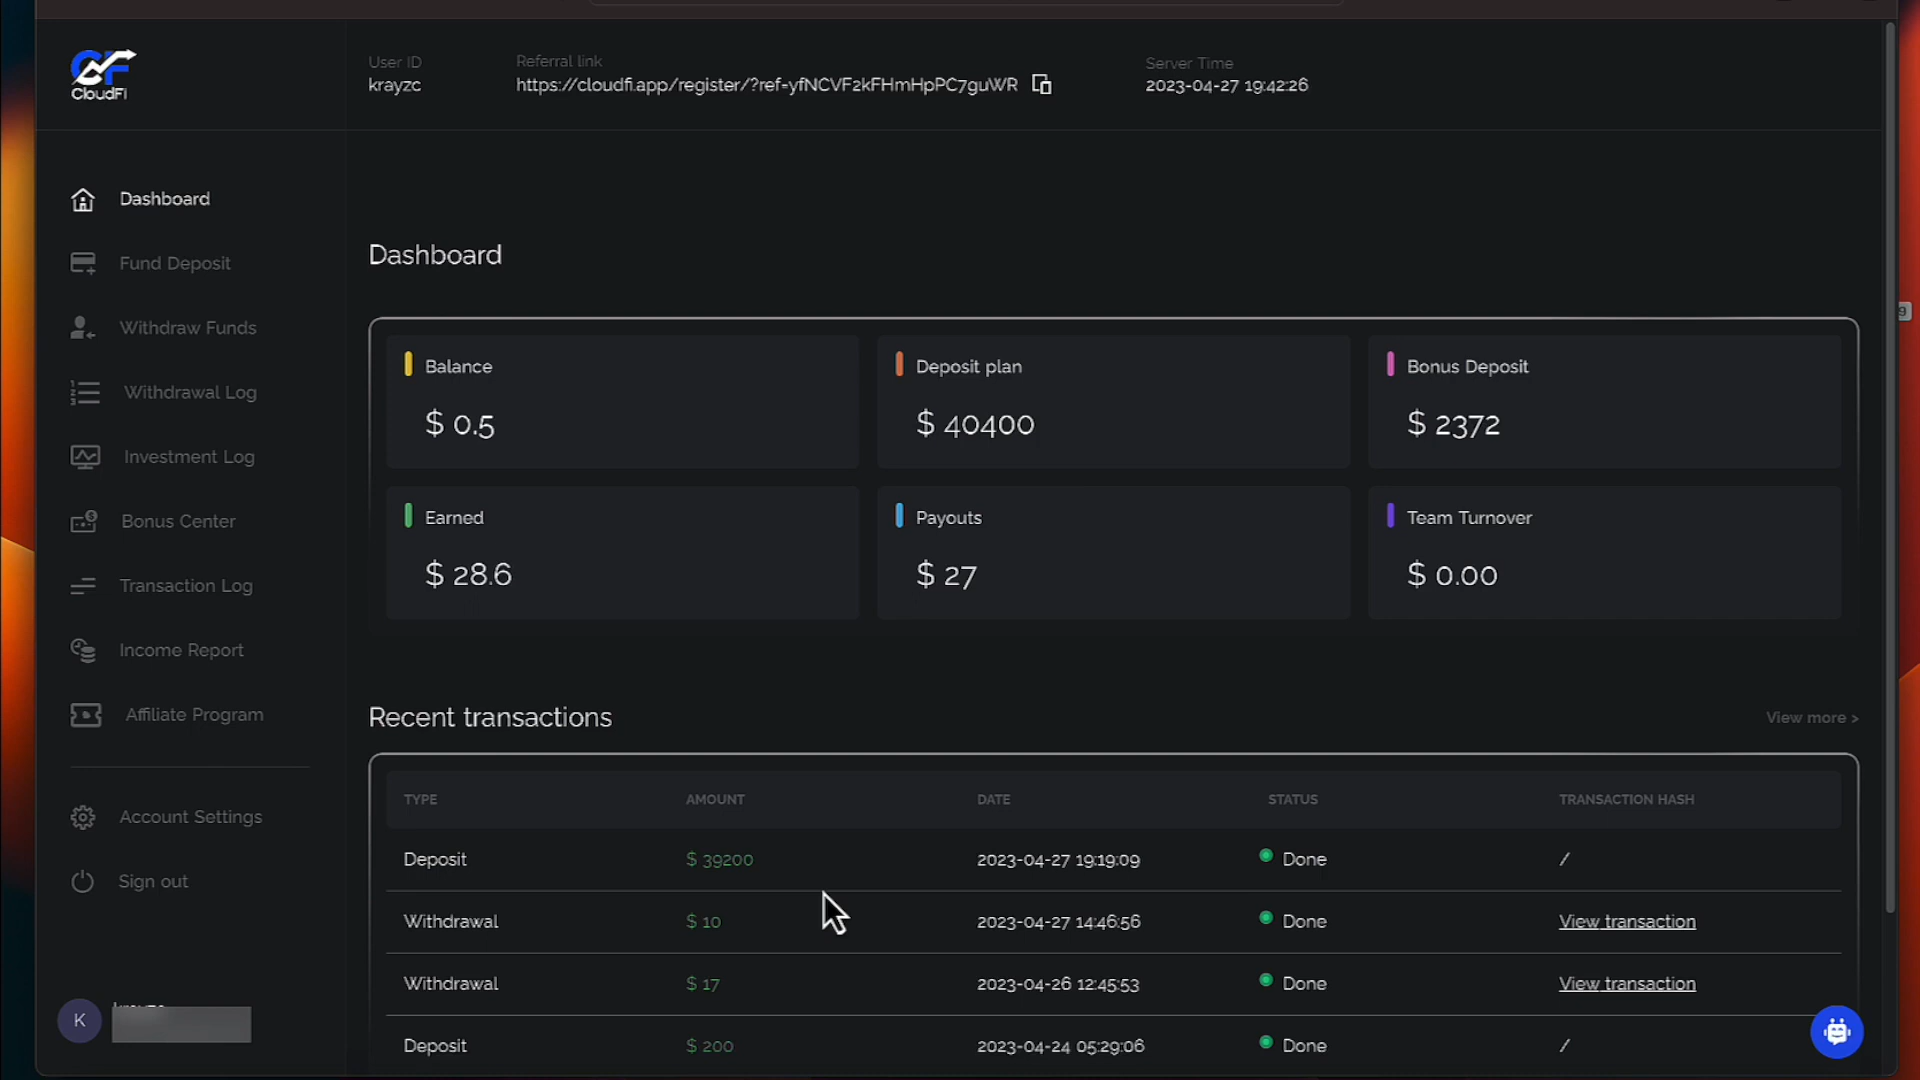 CloudFi
User ID
krayzc
Referral link
https://cloudfi.app/register/?ref=yfNCVF2kFHmHpPC7guWR
Server Time
2023-04-27 19:42:26
Dashboard
Fund Deposit
Withdraw Funds
Withdrawal Log
Investment Log
Bonus Center
Transaction Log
Income Report
Affiliate Program
Account Settings
Sign out
K
Dashboard
Balance
$ 0.5
Deposit plan
$ 40400
Bonus Deposit
$ 2372
Earned
$ 28.6
Payouts
$ 27
Team Turnover
$ 0.00
Recent transactions
View more >
TYPE AMOUNT DATE STATUS TRANSACTION HASH
Deposit $ 39200 2023-04-27 19:19:09 Done /
Withdrawal $ 10 2023-04-27 14:46:56 Done View transaction
Withdrawal $ 17 2023-04-26 12:45:53 Done View transaction
Deposit $ 200 2023-04-24 05:29:06 Done /